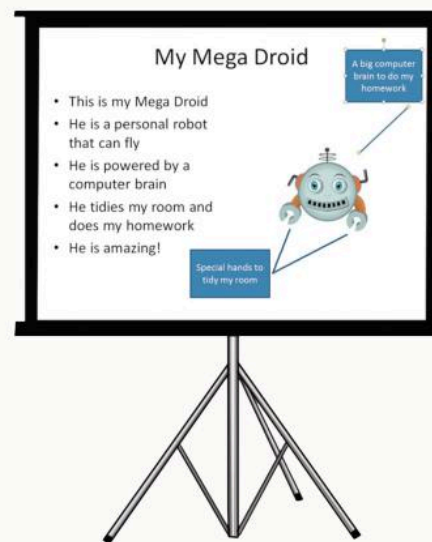 My Mega Droid
• This is my Mega Droid
• He is a personal robot
that can fly
• He is powered by a
computer brain
• He tidies my room and
does my homework
• He is amazing!
A big computer
brain to do my
homework
Special hands to
tidy my room